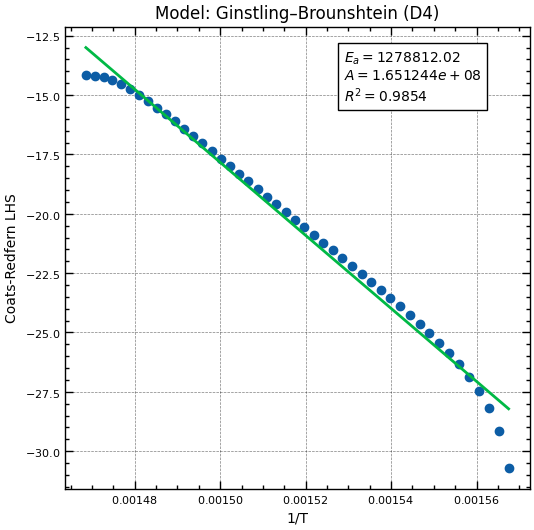 Model: Ginstling–Brounshtein (D4)
E_a = 1278812.02
A = 1.651244e + 08
R^2 = 0.9854
Coats-Redfern LHS
−12.5
−15.0
−17.5
−20.0
−22.5
−25.0
−27.5
−30.0
0.00148
0.00150
0.00152
0.00154
0.00156
1/T